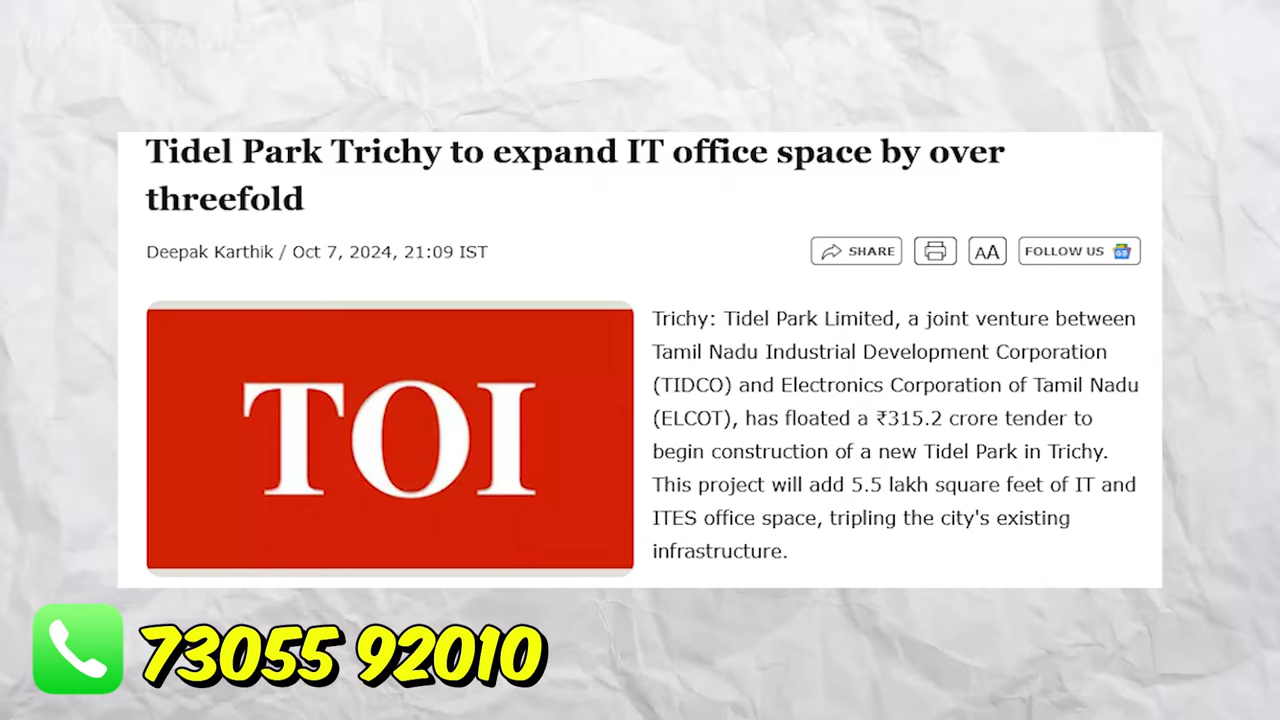 Tidel Park Trichy to expand IT office space by over
threefold
Deepak Karthik / Oct 7, 2024, 21:09 IST
SHARE
AA
FOLLOW US
TOI
Trichy: Tidel Park Limited, a joint venture between
Tamil Nadu Industrial Development Corporation
(TIDCO) and Electronics Corporation of Tamil Nadu
(ELCOT), has floated a ₹315.2 crore tender to
begin construction of a new Tidel Park in Trichy.
This project will add 5.5 lakh square feet of IT and
ITES office space, tripling the city's existing
infrastructure.
73055 92010